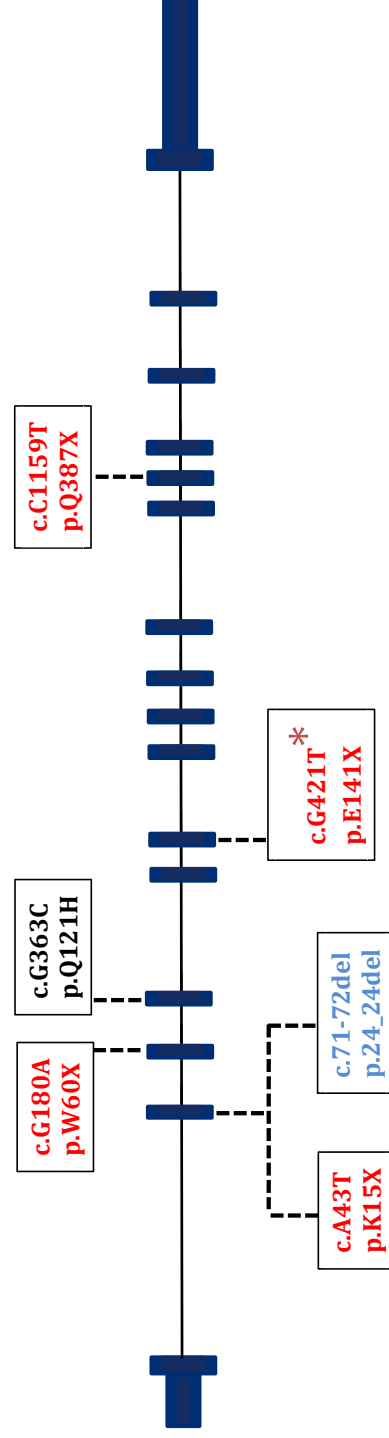 c.G180A
p.W60X
c.G363C
p.Q121H
c.C1159T
p.Q387X
c.A43T
p.K15X
c.71-72del
p.24_24del
c.G421T*
p.E141X